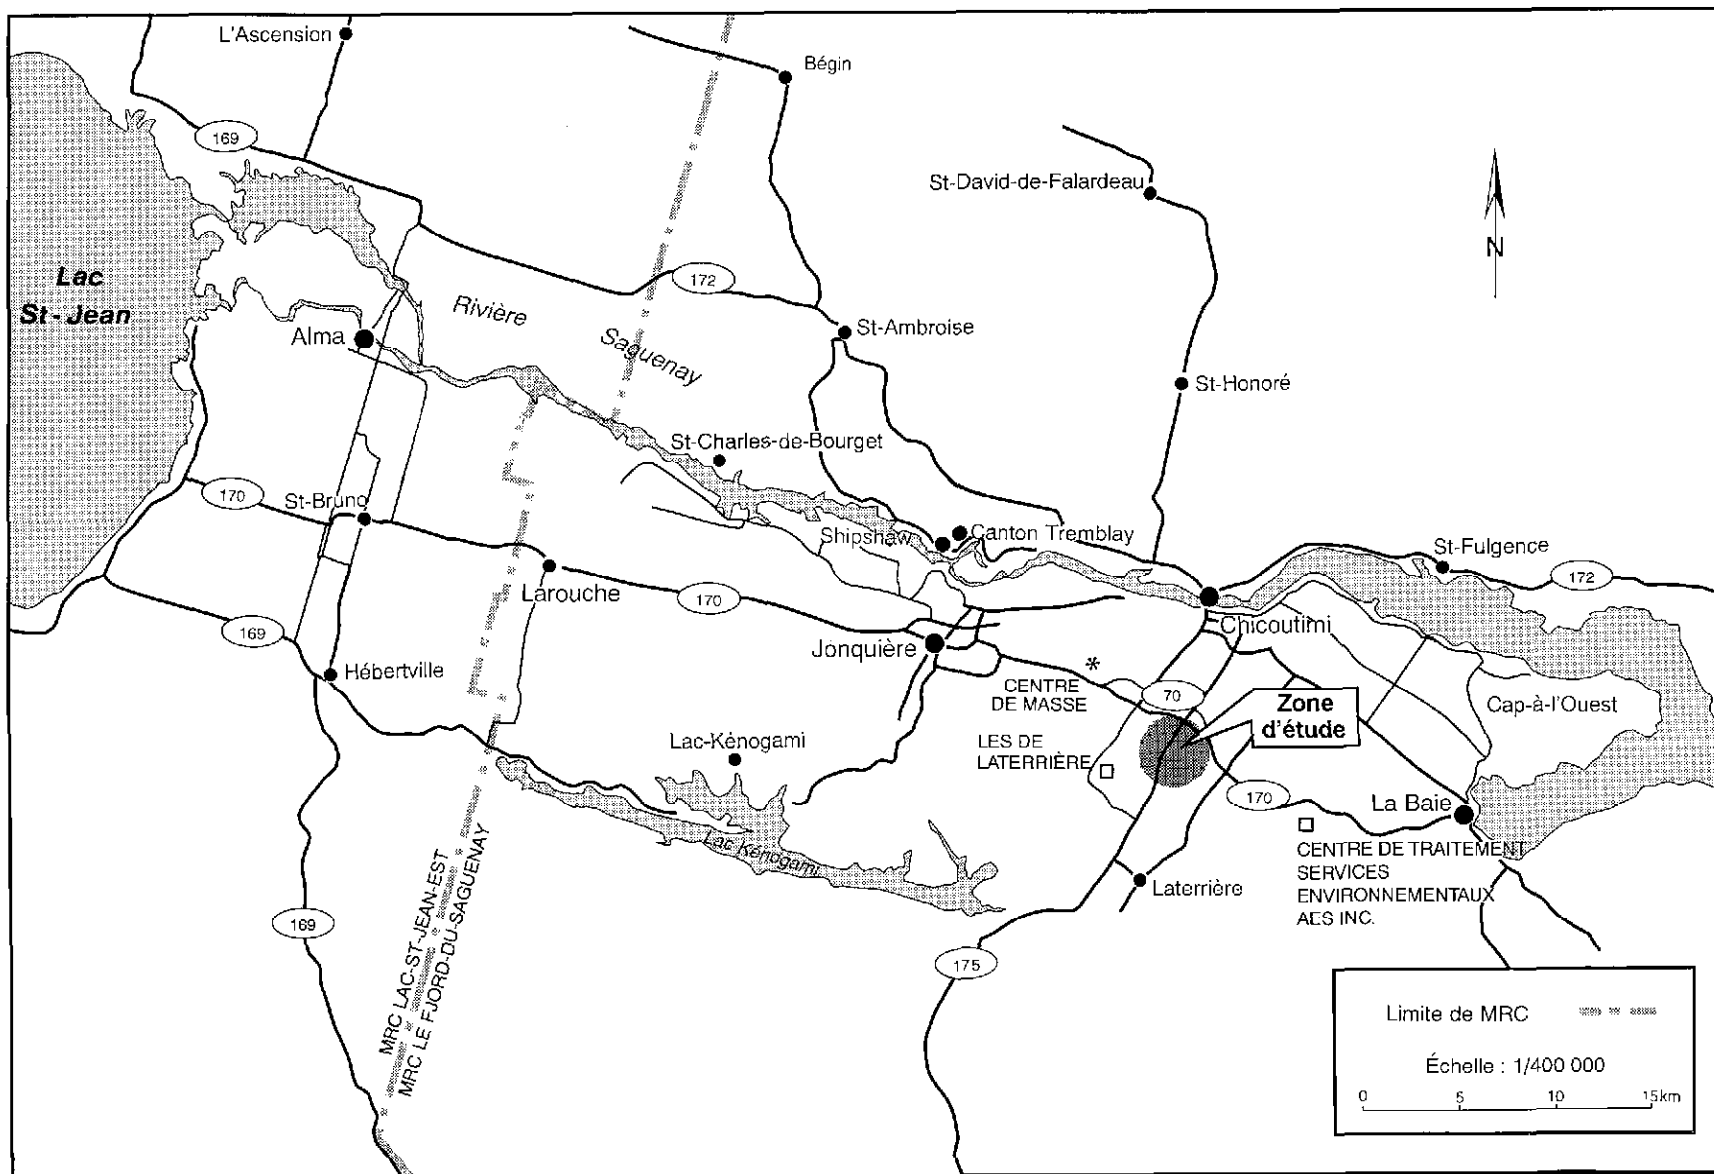 L'Ascension
Bégin
169
St-David-de-Falardeau
N
Lac
St - Jean
172
Rivière
Saguenay
Alma
St-Ambroise
St-Honoré
St-Charles-de-Bourget
170
St-Bruno
Shipshaw
Canton Tremblay
St-Fulgence
172
Larouche
170
169
Chicoutimi
Jonquière
Hébertville
*
CENTRE
DE MASSE
70
Zone
d'étude
Cap-à-l'Ouest
Lac-Kénogami
LES DE
LATERRIÈRE
170
La Baie
Lac Kénogami
CENTRE DE TRAITEMENT
SERVICES
ENVIRONNEMENTAUX
AES INC.
Laterrière
169
MRC LAC-ST-JEAN-EST
MRC LE FJORD-DU-SAGUENAY
175
Limite de MRC
Échelle : 1/400 000
0 5 10 15km